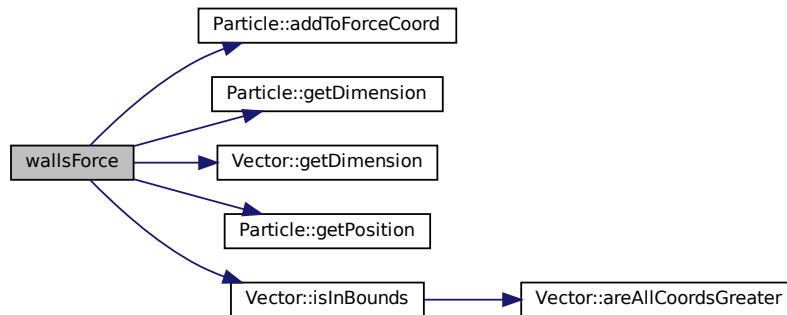 Particle::addToForceCoord
Particle::getDimension
wallsForce
Vector::getDimension
Particle::getPosition
Vector::isInBounds
Vector::areAllCoordsGreater